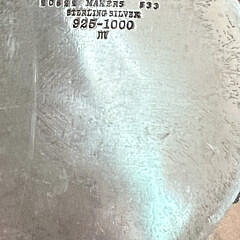 MAKERS 533
STERLING SILVER
925-1000
m